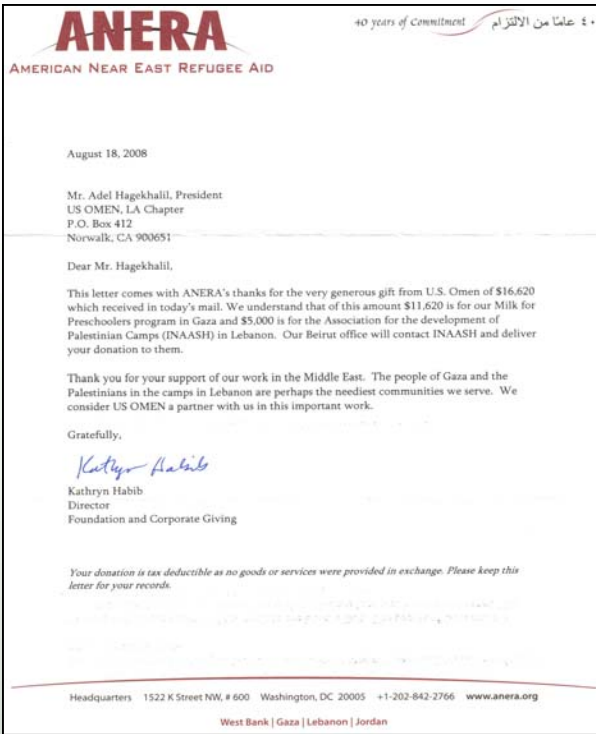 ANERA
40 years of Commitment ٤٠ عامًا من الالتزام
AMERICAN NEAR EAST REFUGEE AID
August 18, 2008
Mr. Adel Hagekhalil, President
US OMEN, LA Chapter
P.O. Box 412
Norwalk, CA 900651
Dear Mr. Hagekhalil,
This letter comes with ANERA's thanks for the very generous gift from U.S. Omen of $16,620
which received in today's mail. We understand that of this amount $11,620 is for our Milk for
Preschoolers program in Gaza and $5,000 is for the Association for the development of
Palestinian Camps (INAASH) in Lebanon. Our Beirut office will contact INAASH and deliver
your donation to them.
Thank you for your support of our work in the Middle East. The people of Gaza and the
Palestinians in the camps in Lebanon are perhaps the neediest communities we serve. We
consider US OMEN a partner with us in this important work.
Gratefully,
Kathryn Habib
Kathryn Habib
Director
Foundation and Corporate Giving
Your donation is tax deductible as no goods or services were provided in exchange. Please keep this
letter for your records.
Headquarters 1522 K Street NW, # 600 Washington, DC 20005 +1-202-842-2766 www.anera.org
West Bank | Gaza | Lebanon | Jordan